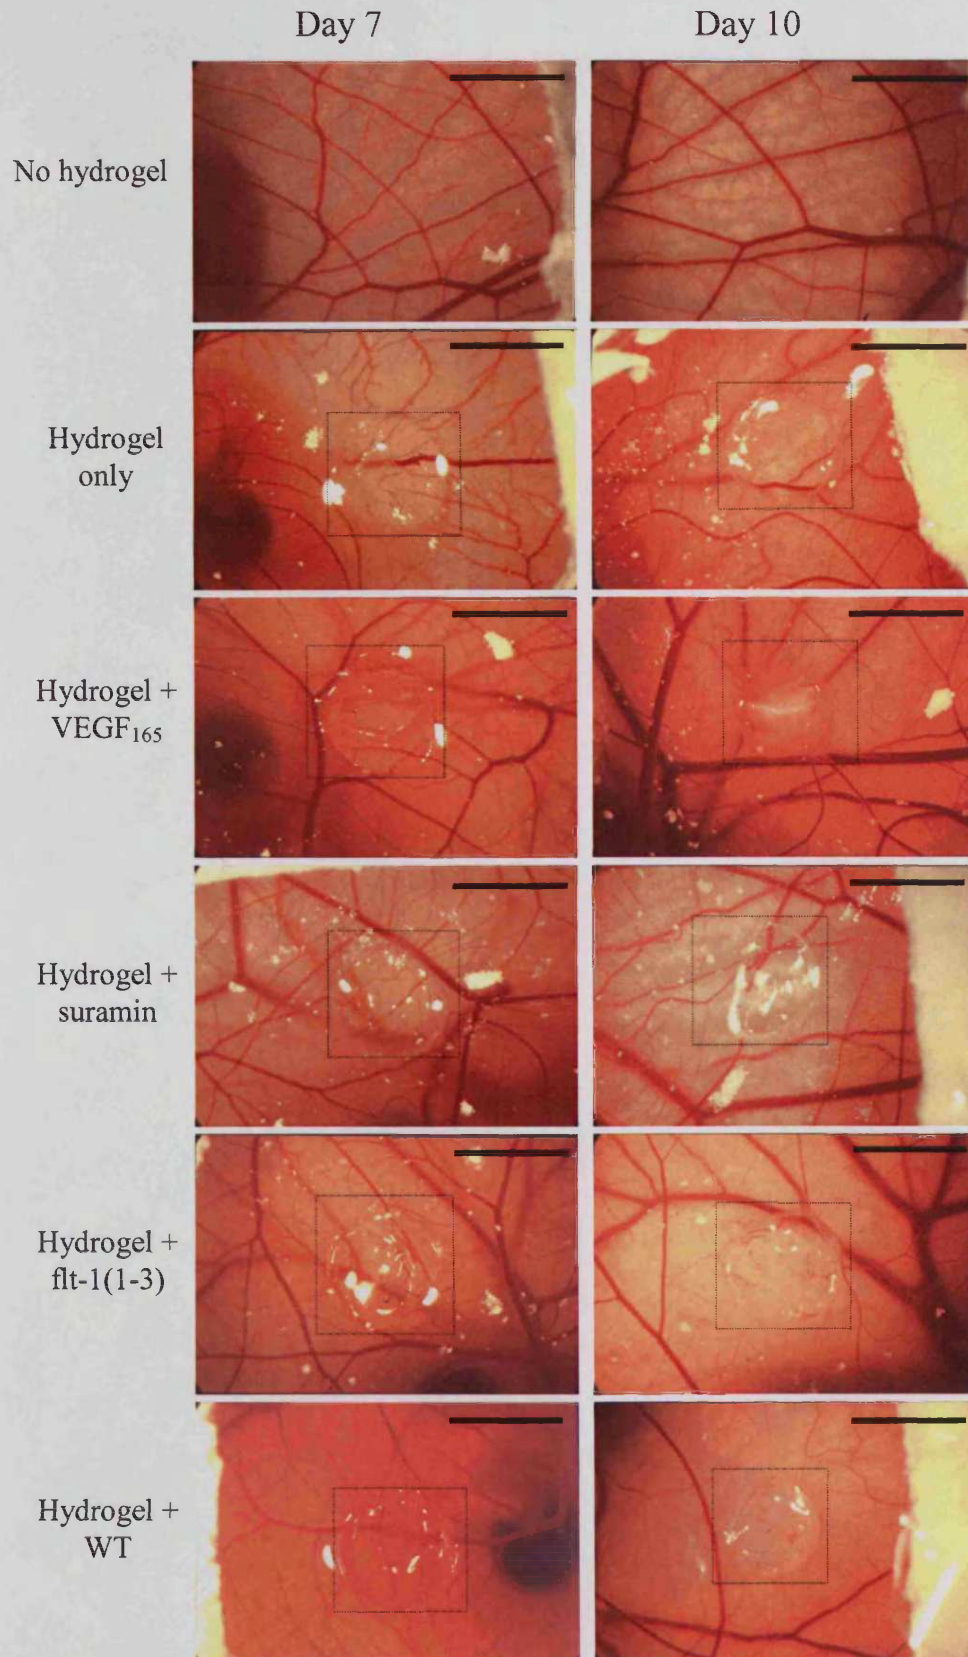 Day 7
Day 10
No hydrogel
Hydrogel
only
Hydrogel +
VEGF₁₆₅
Hydrogel +
suramin
Hydrogel +
flt-1(1-3)
Hydrogel +
WT